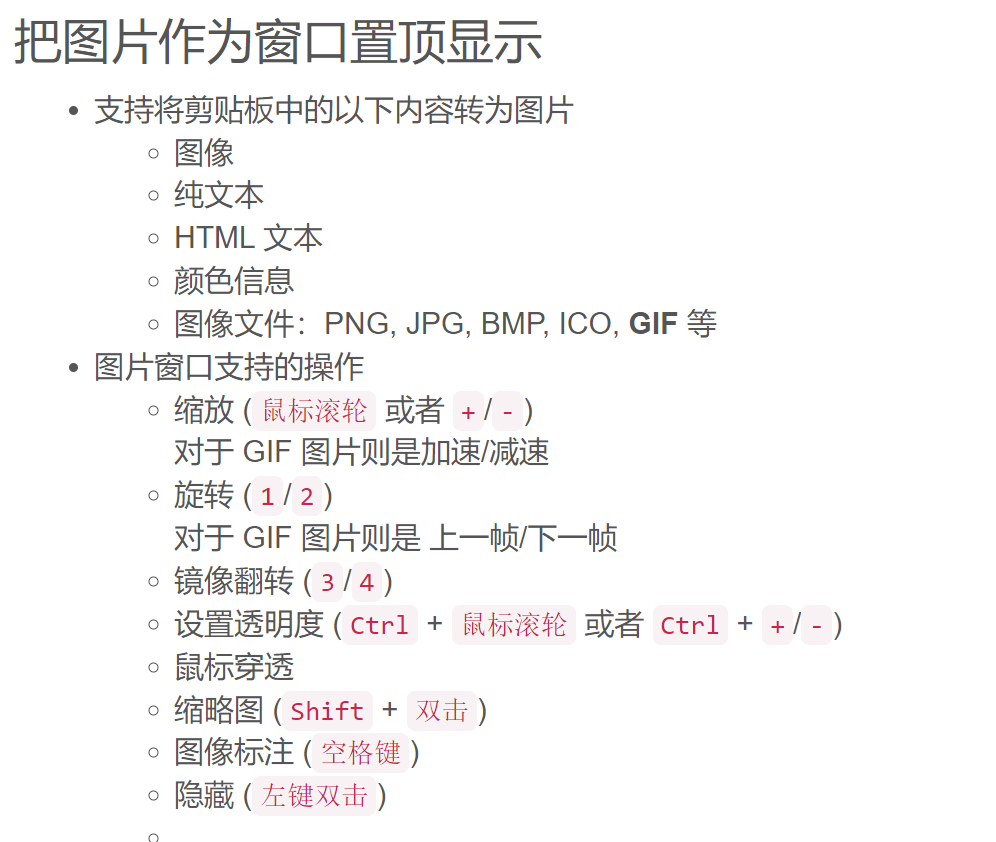 把图片作为窗口置顶显示
支持将剪贴板中的以下内容转为图片
图像
纯文本
HTML 文本
颜色信息
图像文件：PNG, JPG, BMP, ICO, GIF 等
图片窗口支持的操作
缩放 (鼠标滚轮 或者 +/-)
对于 GIF 图片则是加速/减速
旋转 (1/2)
对于 GIF 图片则是 上一帧/下一帧
镜像翻转 (3/4)
设置透明度 (Ctrl + 鼠标滚轮 或者 Ctrl + +/-)
鼠标穿透
缩略图 (Shift + 双击)
图像标注 (空格键)
隐藏 (左键双击)